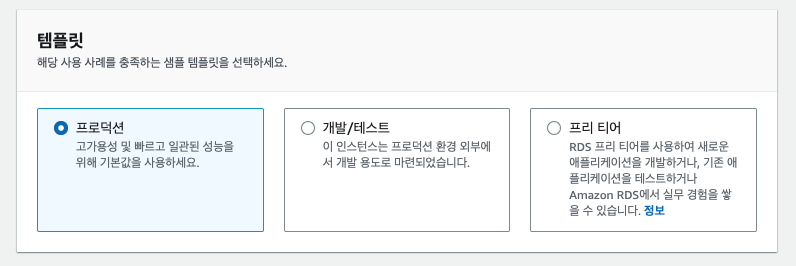 템플릿
해당 사용 사례를 충족하는 샘플 템플릿을 선택하세요.
프로덕션
고가용성 및 빠르고 일관된 성능을
위해 기본값을 사용하세요.
개발/테스트
이 인스턴스는 프로덕션 환경 외부에
서 개발 용도로 마련되었습니다.
프리 티어
RDS 프리 티어를 사용하여 새로운
애플리케이션을 개발하거나, 기존 애
플리케이션을 테스트하거나
Amazon RDS에서 실무 경험을 쌓
을 수 있습니다. 정보